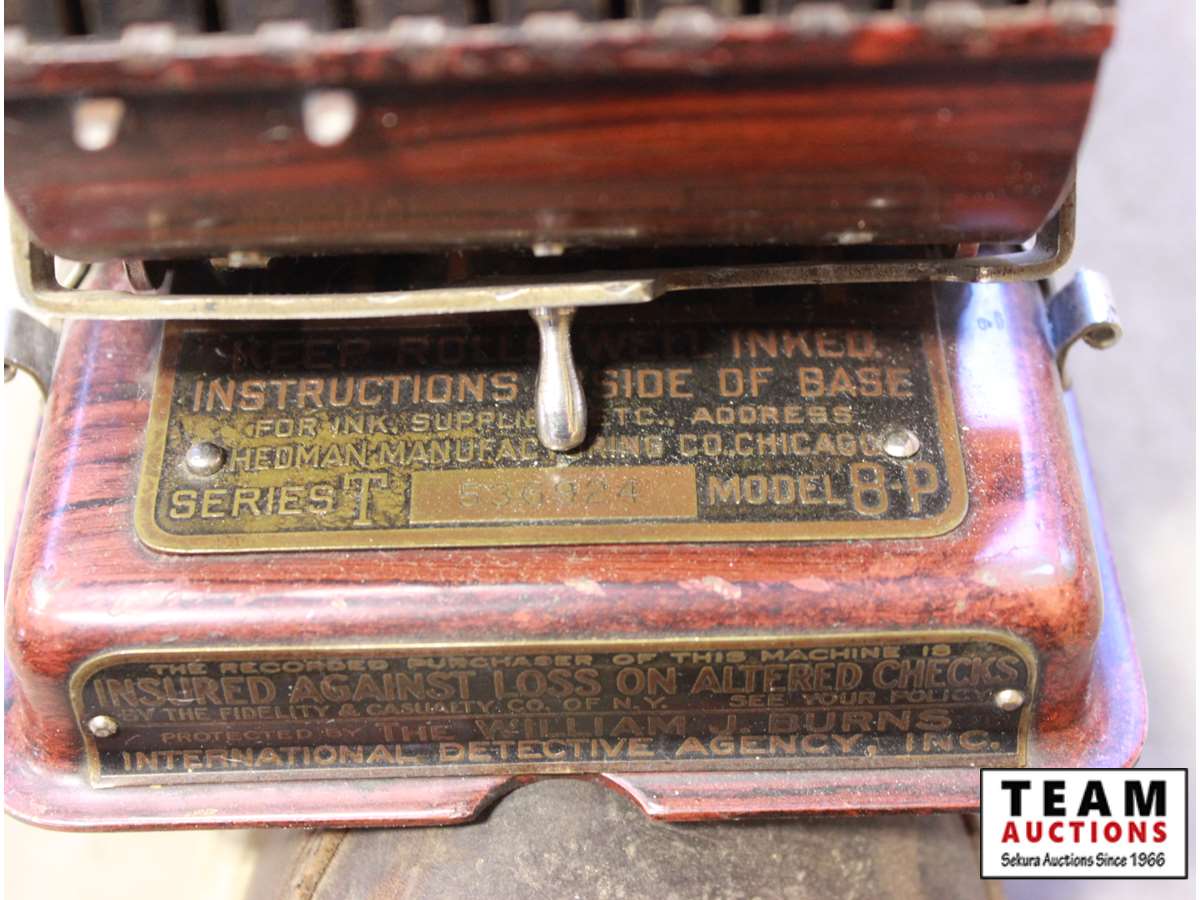 KEEP ROLLS WELL INKED.
INSTRUCTIONS SIDE OF BASE
FOR INK, SUPPLIES, ETC., ADDRESS
HEDMAN MANUFACTURING CO. CHICAGO
SERIES T 536924 MODEL 8-P
THE RECORDED PURCHASER OF THIS MACHINE IS
INSURED AGAINST LOSS ON ALTERED CHECKS
BY THE FIDELITY & CASUALTY CO. OF N.Y. SEE YOUR POLICY
PROTECTED BY THE WILLIAM J. BURNS
INTERNATIONAL DETECTIVE AGENCY, INC.
TEAM
AUCTIONS
Sekura Auctions Since 1966